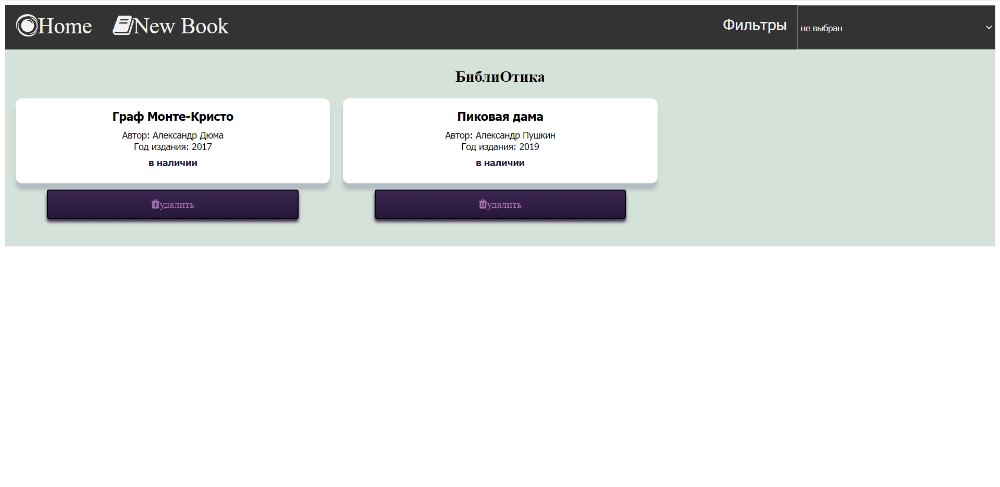 Home New Book Фильтры не выбран
БиблиОтика
Граф Монте-Кристо
Автор: Александр Дюма
Год издания: 2017
в наличии
удалить
Пиковая дама
Автор: Александр Пушкин
Год издания: 2019
в наличии
удалить